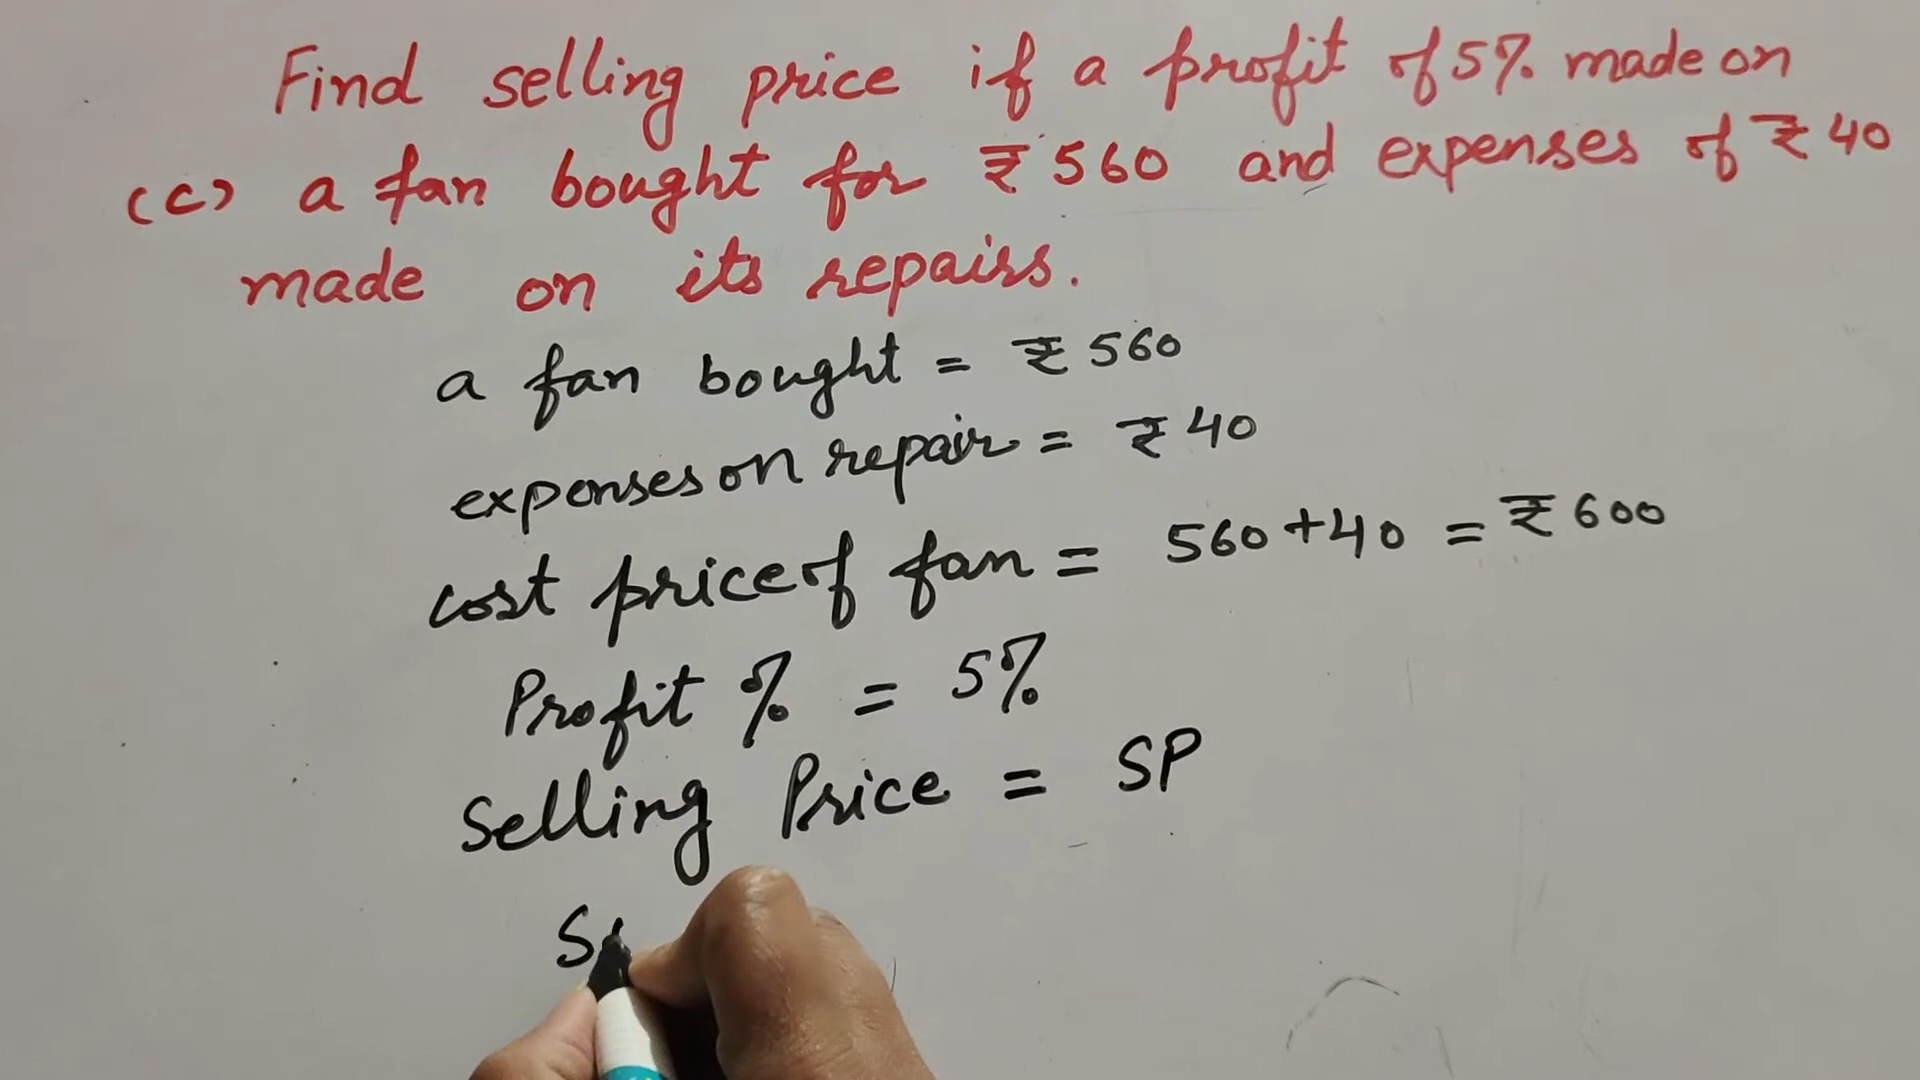 Find selling price if a profit of 5% made on
(c) a fan bought for ₹ 560 and expenses of ₹ 40
made on its repairs.
a fan bought = ₹ 560
expenses on repair = ₹ 40
cost price of fan = 560 + 40 = ₹ 600
Profit % = 5%
Selling Price = SP
S